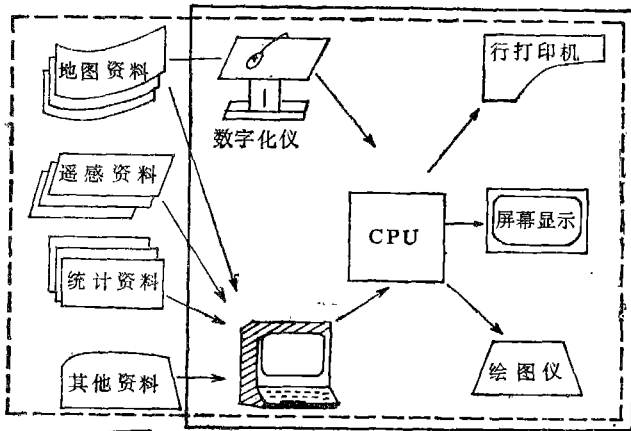 地图资料
数字化仪
行打印机
遥感资料
统计资料
CPU
屏幕显示
其他资料
绘图仪